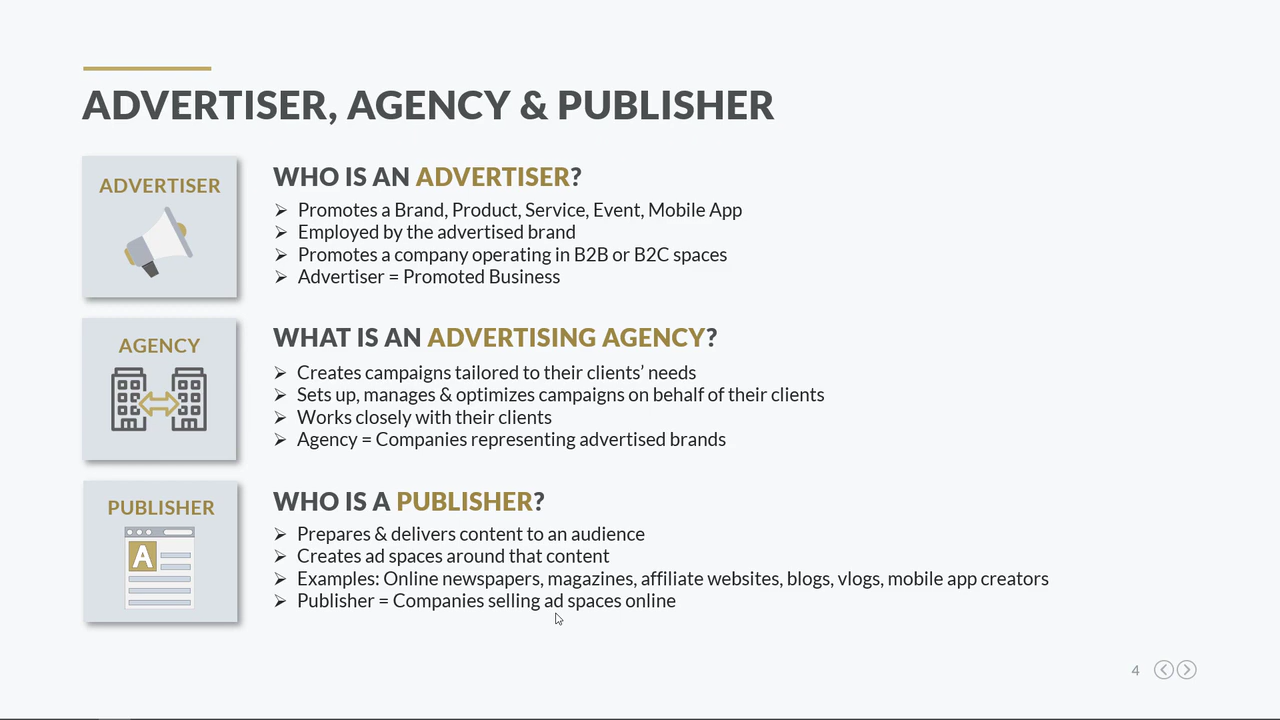 ADVERTISER, AGENCY & PUBLISHER
ADVERTISER
WHO IS AN ADVERTISER?
Promotes a Brand, Product, Service, Event, Mobile App
Employed by the advertised brand
Promotes a company operating in B2B or B2C spaces
Advertiser = Promoted Business
AGENCY
WHAT IS AN ADVERTISING AGENCY?
Creates campaigns tailored to their clients’ needs
Sets up, manages & optimizes campaigns on behalf of their clients
Works closely with their clients
Agency = Companies representing advertised brands
PUBLISHER
A
WHO IS A PUBLISHER?
Prepares & delivers content to an audience
Creates ad spaces around that content
Examples: Online newspapers, magazines, affiliate websites, blogs, vlogs, mobile app creators
Publisher = Companies selling ad spaces online
4